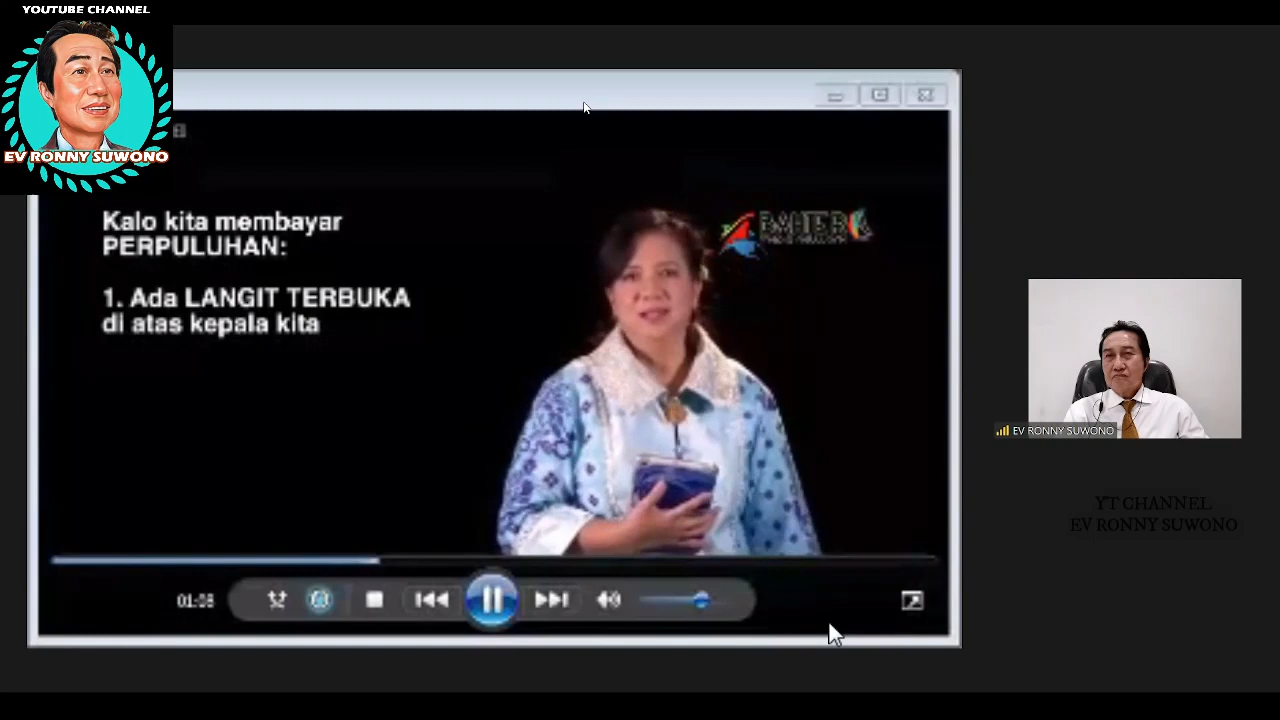 YOUTUBE CHANNEL
EV RONNY SUWONO
Kalo kita membayar
PERPULUHAN:
1. Ada LANGIT TERBUKA
di atas kepala kita
01:08
EV RONNY SUWONO
YT CHANNEL
EV RONNY SUWONO